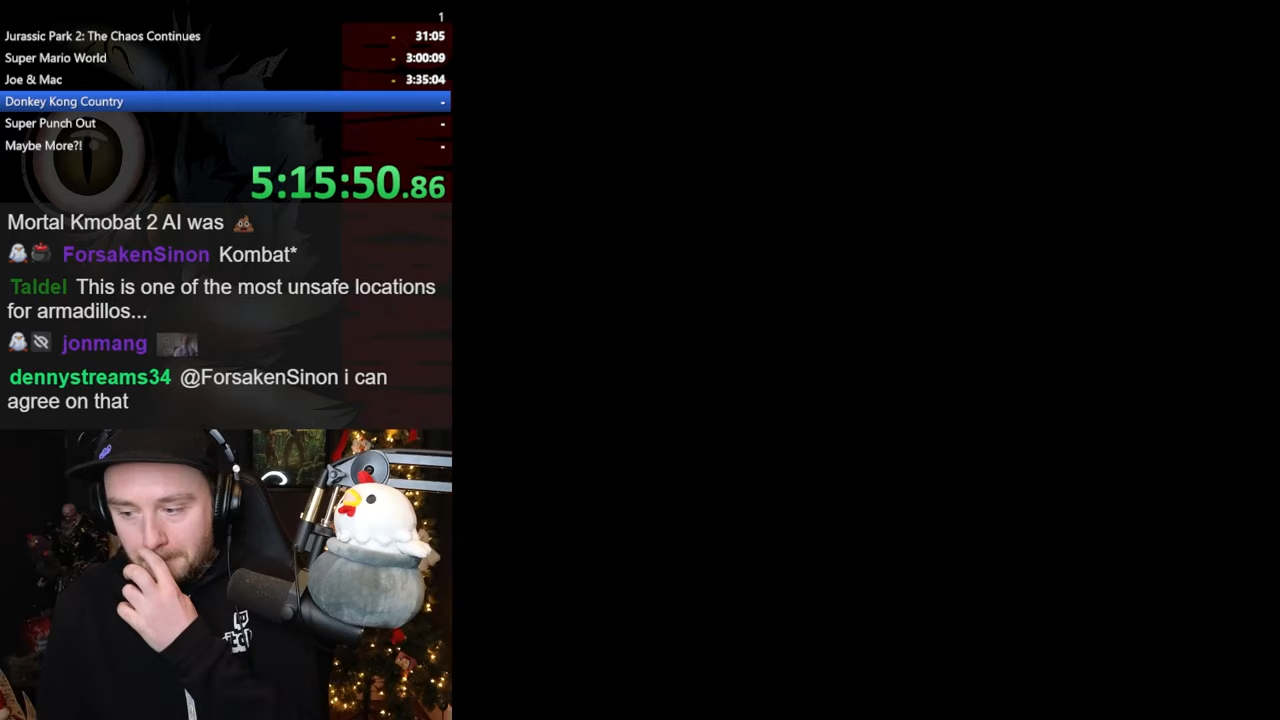 1
Jurassic Park 2: The Chaos Continues - 31:05
Super Mario World - 3:00:09
Joe & Mac - 3:35:04
Donkey Kong Country -
Super Punch Out -
Maybe More?! -
5:15:50.86
Mortal Kmobat 2 AI was 💩
ForsakenSinon Kombat*
Taldel This is one of the most unsafe locations
for armadillos...
jonmang
dennystreams34 @ForsakenSinon i can
agree on that